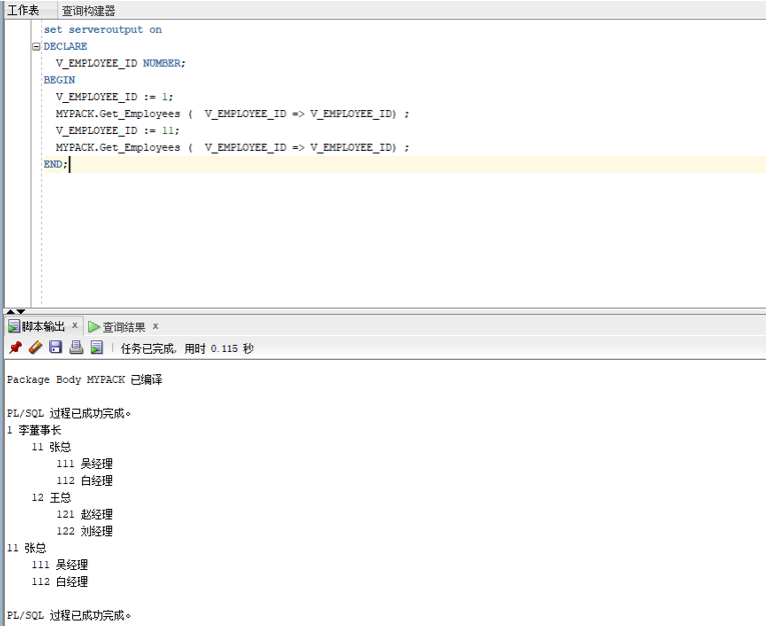 工作表 查询构建器
set serveroutput on
DECLARE
  V_EMPLOYEE_ID NUMBER;
BEGIN
  V_EMPLOYEE_ID := 1;
  MYPACK.Get_Employees (  V_EMPLOYEE_ID => V_EMPLOYEE_ID) ;
  V_EMPLOYEE_ID := 11;
  MYPACK.Get_Employees (  V_EMPLOYEE_ID => V_EMPLOYEE_ID) ;
END;
脚本输出 x 查询结果 x
任务已完成, 用时 0.115 秒
Package Body MYPACK 已编译
PL/SQL 过程已成功完成。
1 李董事长
    11 张总
        111 吴经理
        112 白经理
    12 王总
        121 赵经理
        122 刘经理
11 张总
    111 吴经理
    112 白经理
PL/SQL 过程已成功完成。